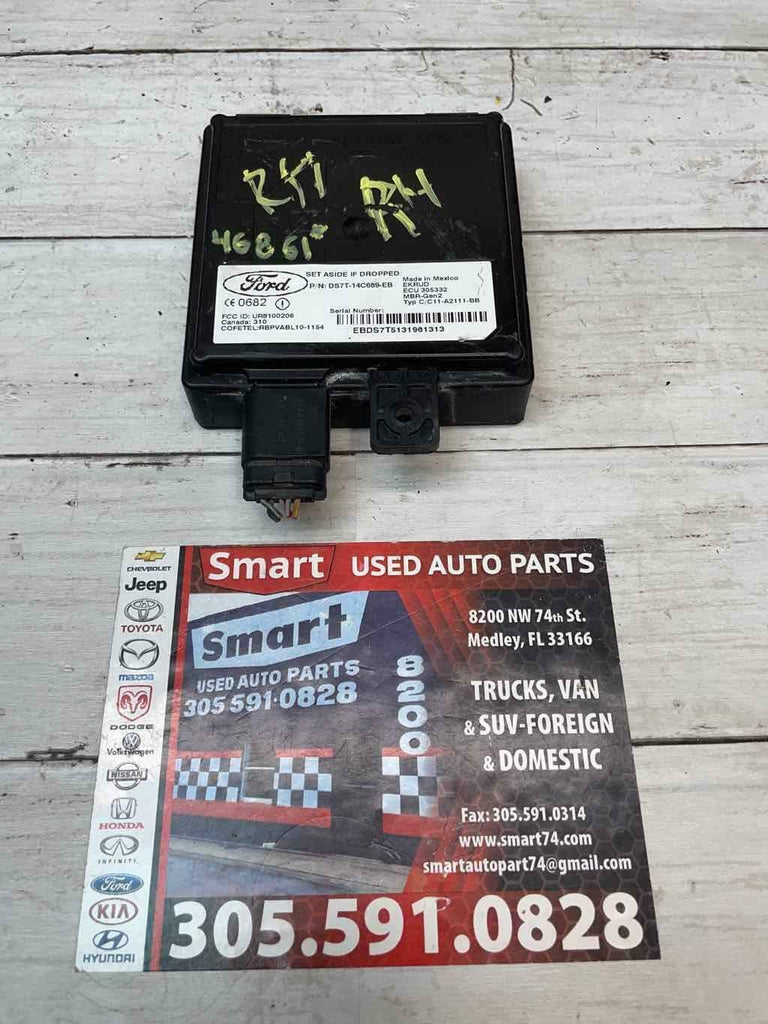 RH
RH
46861
Ford
SET ASIDE IF DROPPED
P/N: DS7T-14C689-EB
Made in Mexico
EKRUD
ECU 305332
MBR-Gen2
Typ C:C11-A2111-BB
CE 0682
FCC ID: UR9100206
Canada: 310
COFETEL:RBPVABL10-1154
Serial Number:
EBDS7T5131981313
Smart USED AUTO PARTS
CHEVROLET
Jeep
TOYOTA
mazda
DODGE
Volkswagen
NISSAN
HONDA
INFINITI.
Ford
KIA
HYUNDAI
Smart
USED AUTO PARTS
305 591·0828
8200
8200 NW 74th St.
Medley, FL 33166
TRUCKS, VAN
& SUV-FOREIGN
& DOMESTIC
Fax: 305.591.0314
www.smart74.com
smartautopart74@gmail.com
305.591.0828